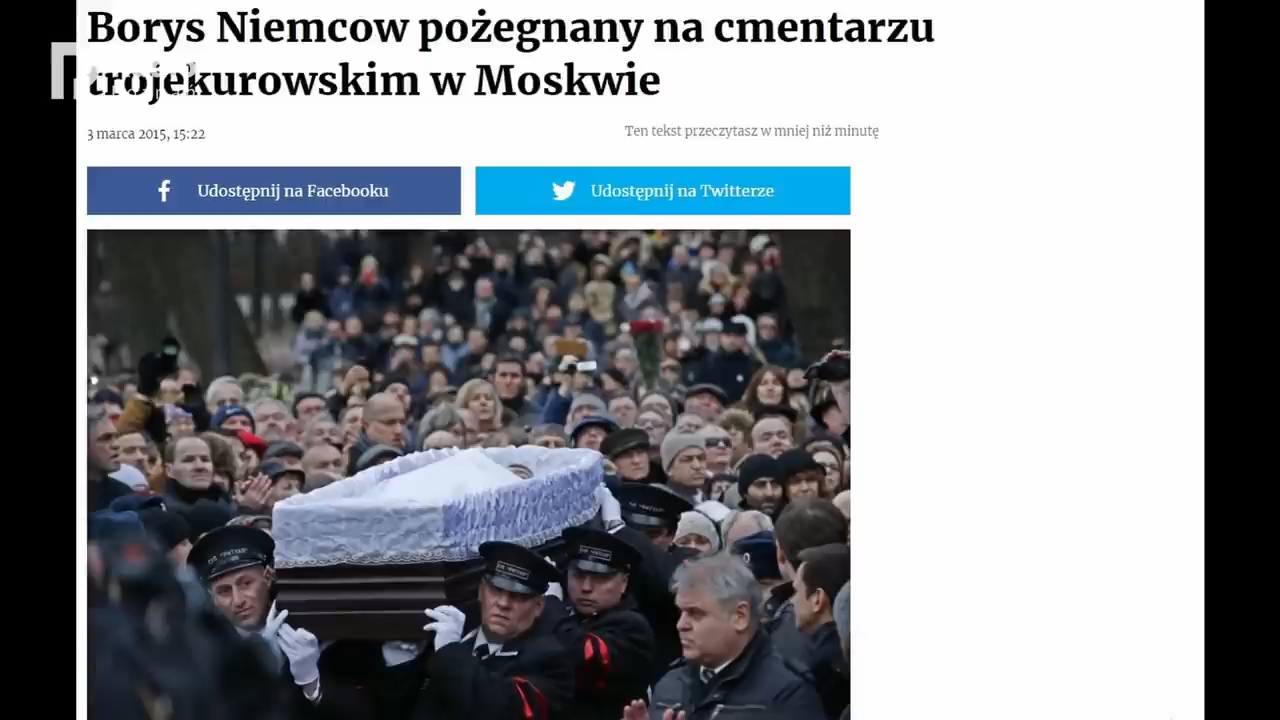 Borys Niemcow pożegnany na cmentarzu
trojekurowskim w Moskwie
3 marca 2015, 15:22
Ten tekst przeczytasz w mniej niż minutę
Udostępnij na Facebooku
Udostępnij na Twitterze